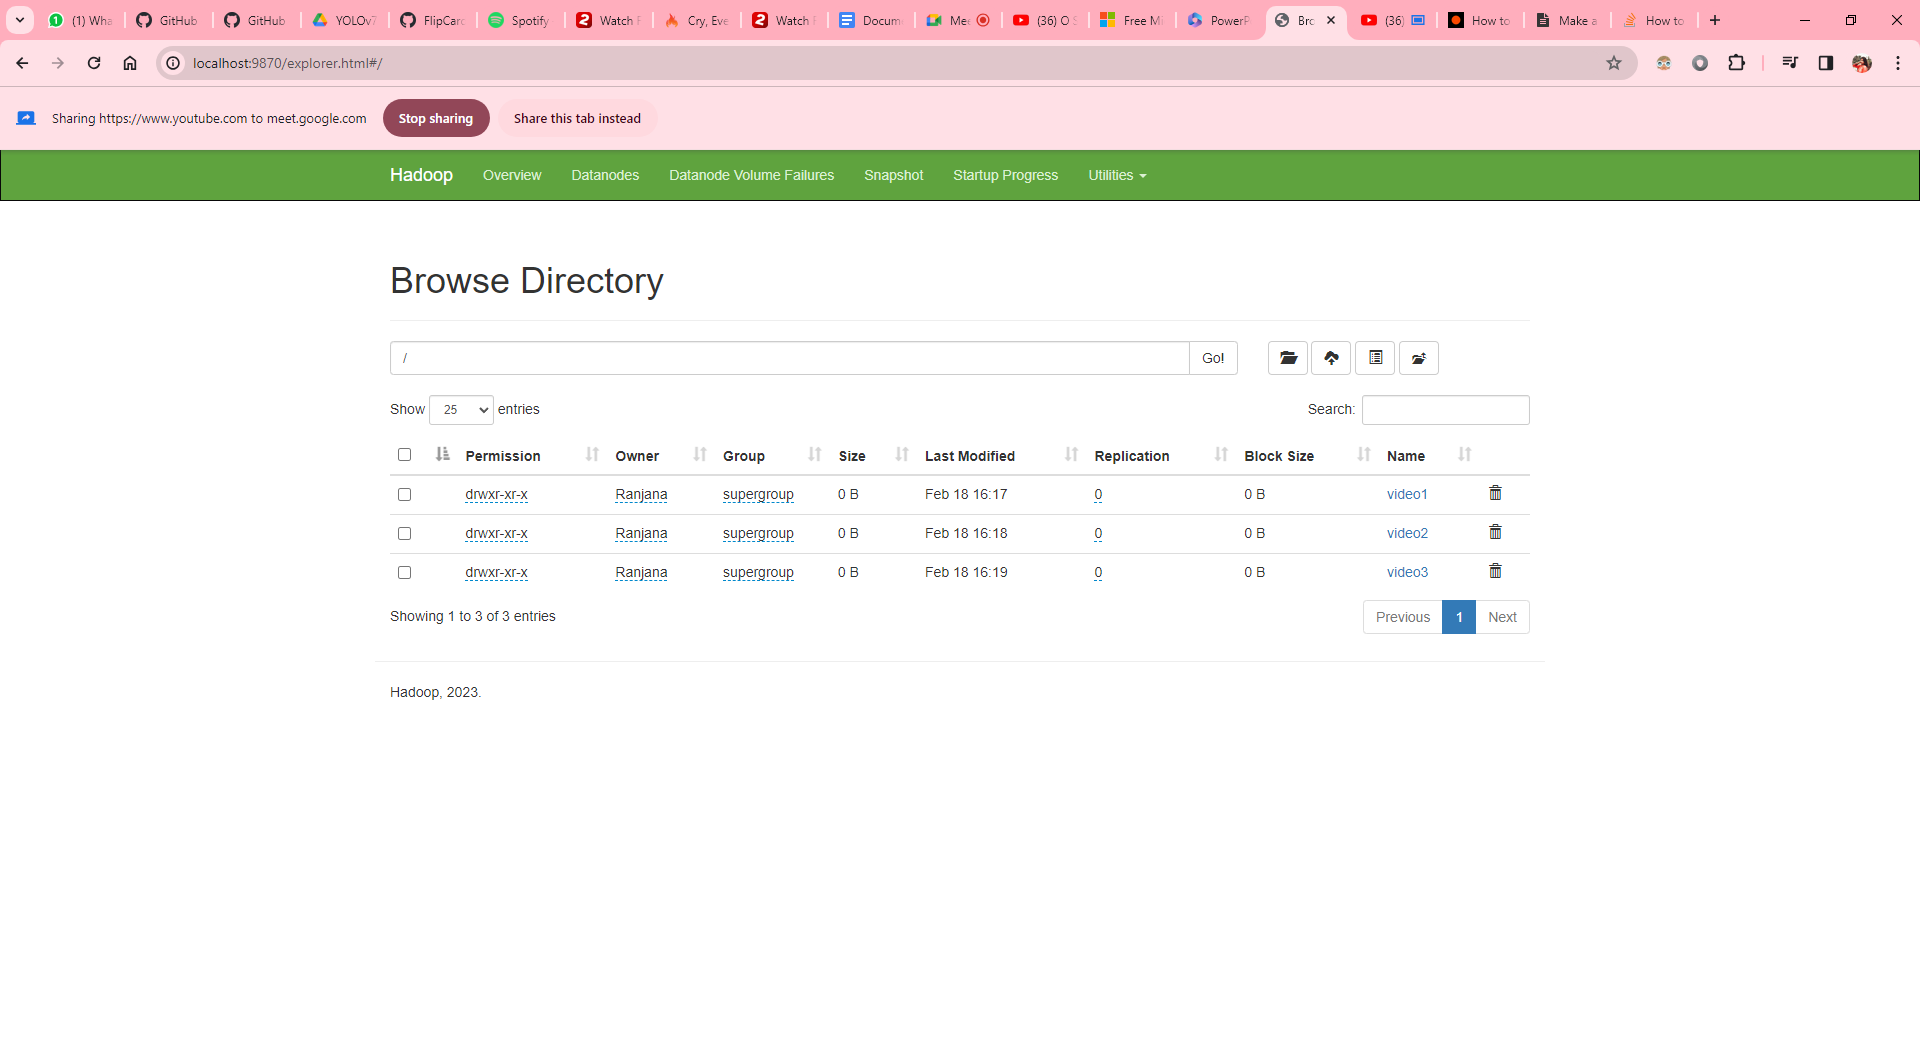 (1) Wha GitHub GitHub YOLOv7 FlipCard Spotify Watch F Cry, Eve Watch F Docume Mee (36) O S Free Mi PowerP Bro (36) How to Make a How to
localhost:9870/explorer.html#/
Sharing https://www.youtube.com to meet.google.com Stop sharing Share this tab instead
Hadoop Overview Datanodes Datanode Volume Failures Snapshot Startup Progress Utilities
Browse Directory
/ Go!
Show 25 entries Search:
Permission Owner Group Size Last Modified Replication Block Size Name
drwxr-xr-x Ranjana supergroup 0 B Feb 18 16:17 0 0 B video1
drwxr-xr-x Ranjana supergroup 0 B Feb 18 16:18 0 0 B video2
drwxr-xr-x Ranjana supergroup 0 B Feb 18 16:19 0 0 B video3
Showing 1 to 3 of 3 entries Previous 1 Next
Hadoop, 2023.